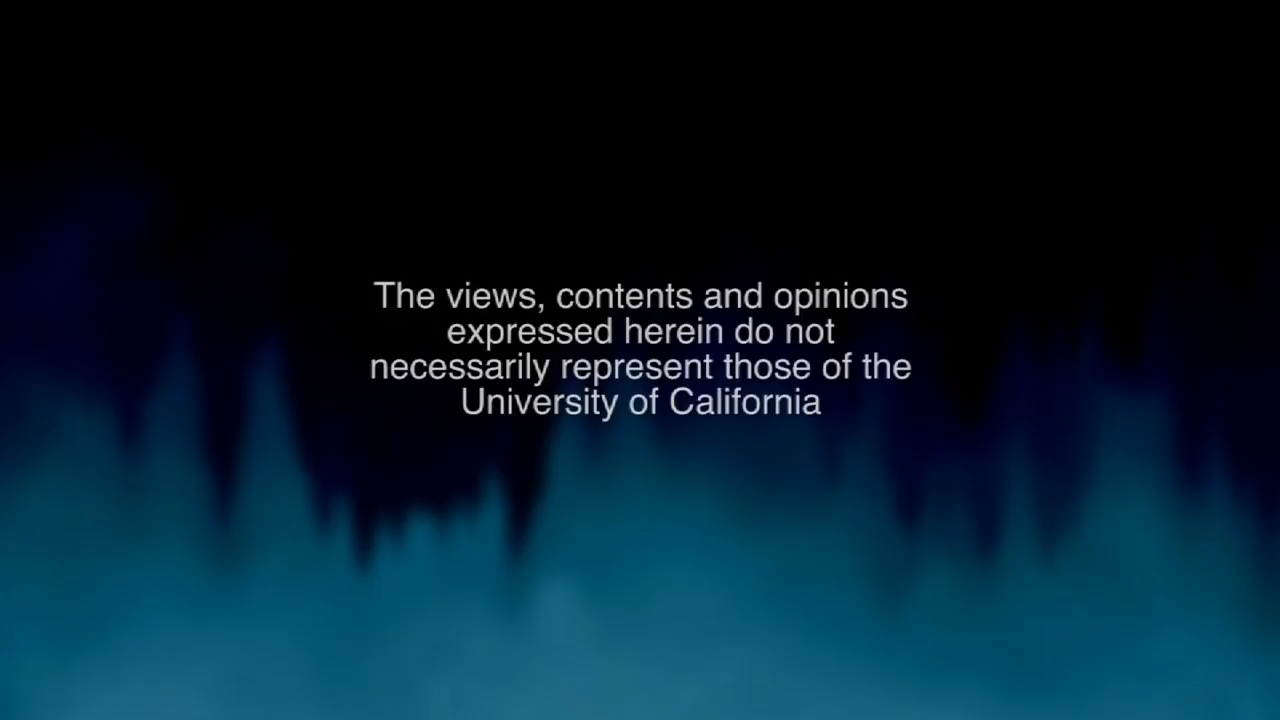 The views, contents and opinions
expressed herein do not
necessarily represent those of the
University of California